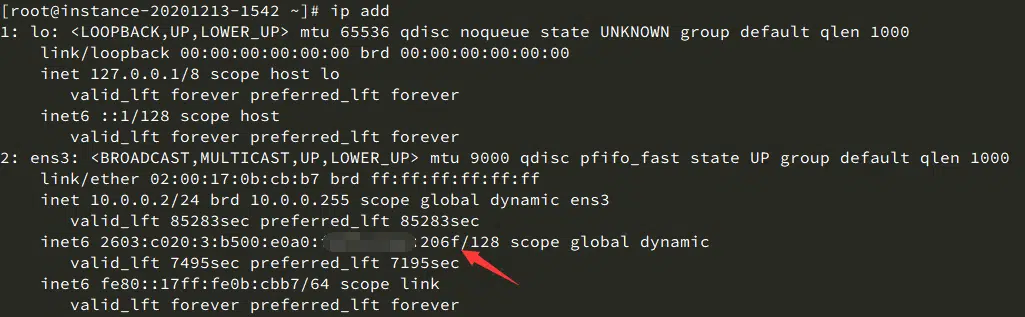 [root@instance-20201213-1542 ~]# ip add
1: lo: <LOOPBACK,UP,LOWER_UP> mtu 65536 qdisc noqueue state UNKNOWN group default qlen 1000
link/loopback 00:00:00:00:00:00 brd 00:00:00:00:00:00
inet 127.0.0.1/8 scope host lo
valid_lft forever preferred_lft forever
inet6 ::1/128 scope host
valid_lft forever preferred_lft forever
2: ens3: <BROADCAST,MULTICAST,UP,LOWER_UP> mtu 9000 qdisc pfifo_fast state UP group default qlen 1000
link/ether 02:00:17:0b:cb:b7 brd ff:ff:ff:ff:ff:ff
inet 10.0.0.2/24 brd 10.0.0.255 scope global dynamic ens3
valid_lft 85283sec preferred_lft 85283sec
inet6 2603:c020:3:b500:e0a0: :206f/128 scope global dynamic
valid_lft 7495sec preferred_lft 7195sec
inet6 fe80::17ff:fe0b:cbb7/64 scope link
valid_lft forever preferred_lft forever